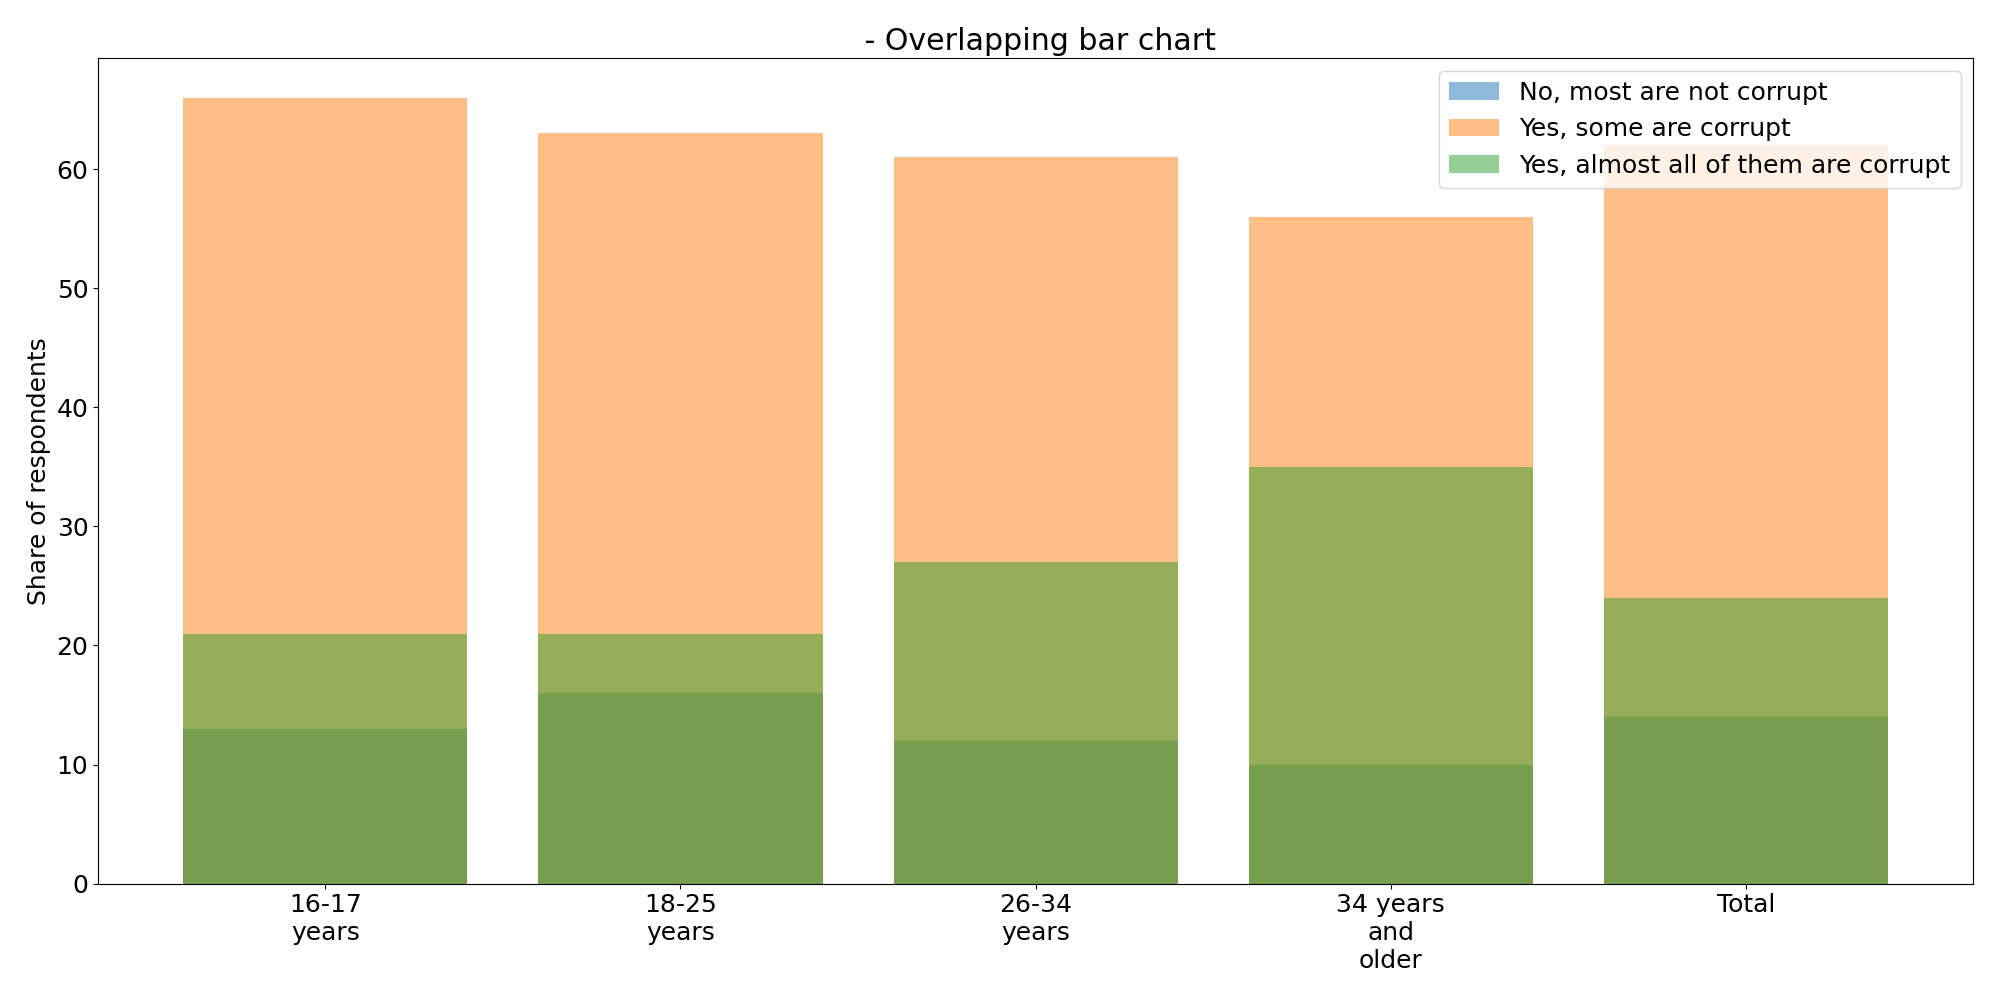 - Overlapping bar chart
No, most are not corrupt
Yes, some are corrupt
Yes, almost all of them are corrupt
Share of respondents
60
50
40
30
20
10
0
16-17
years
18-25
years
26-34
years
34 years
and
older
Total